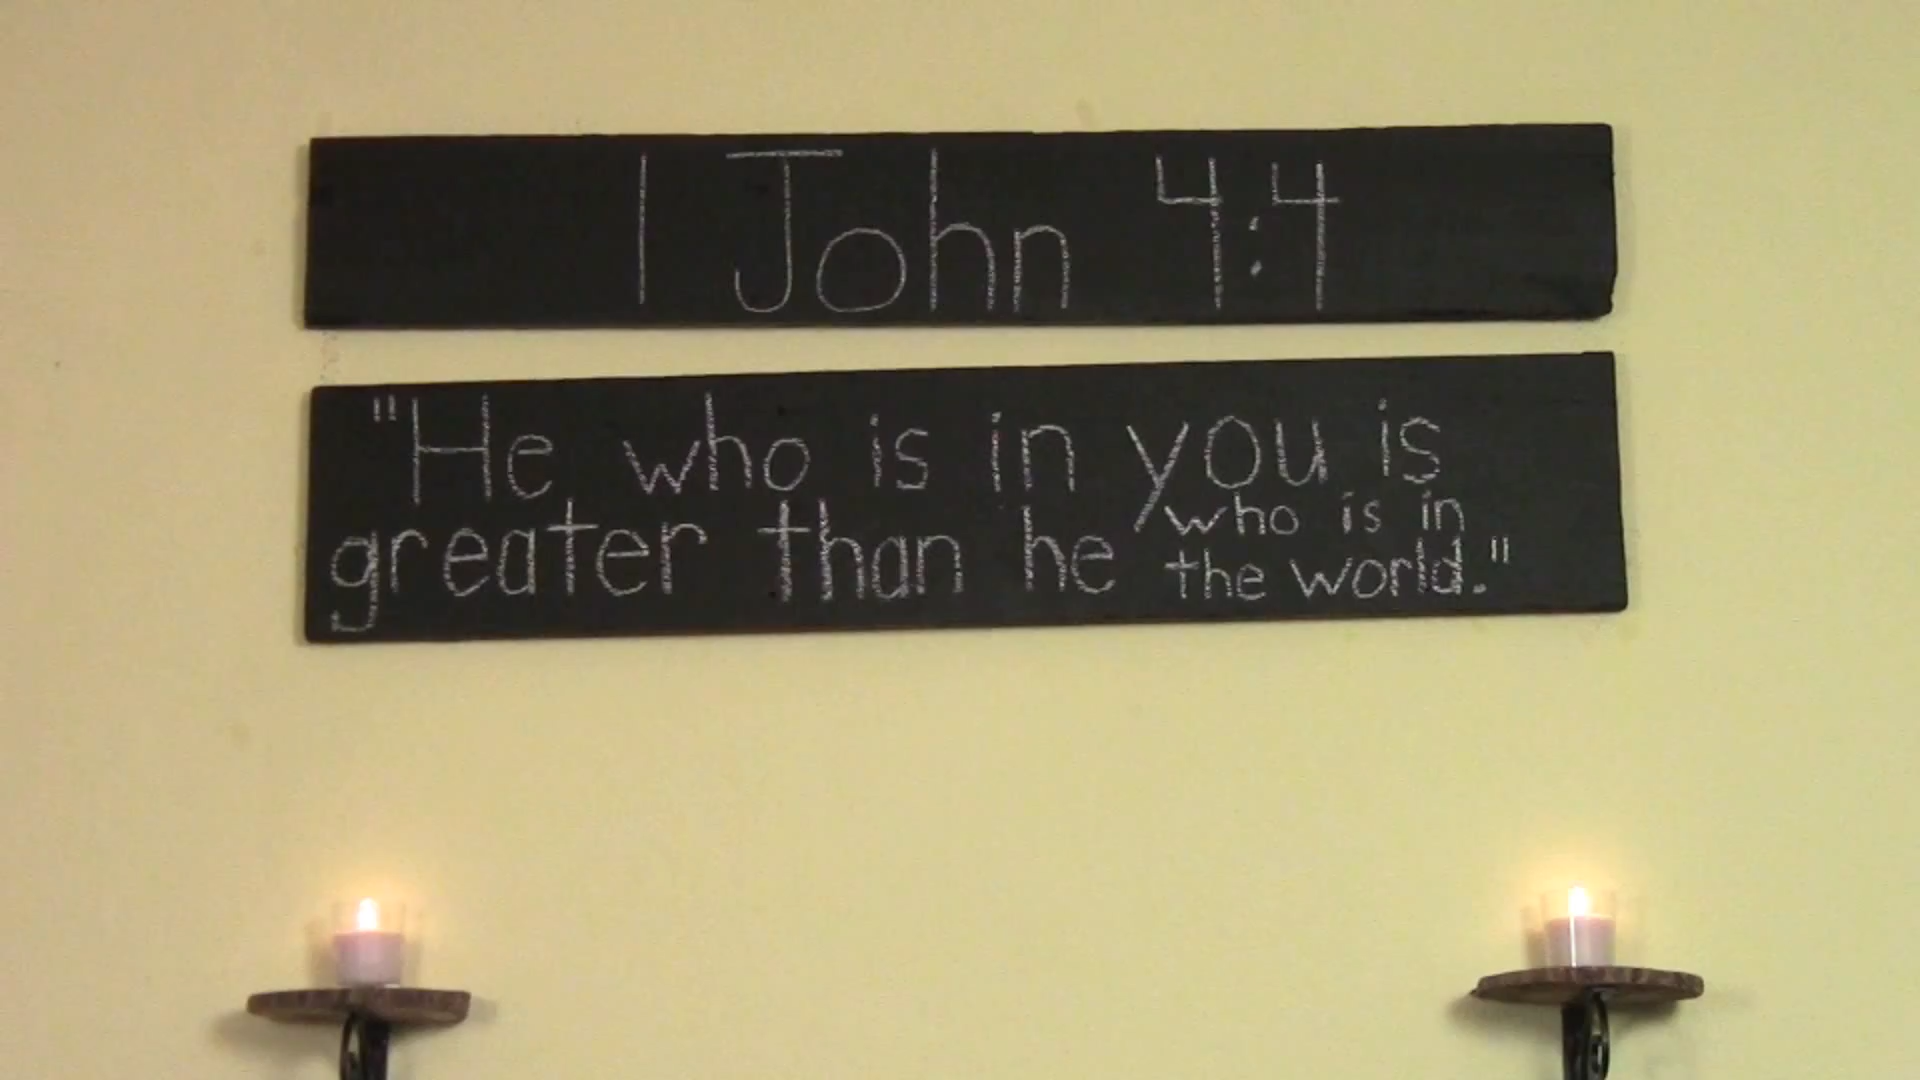 1 John 4:4
"He who is in you is
greater than he who is in
the world."